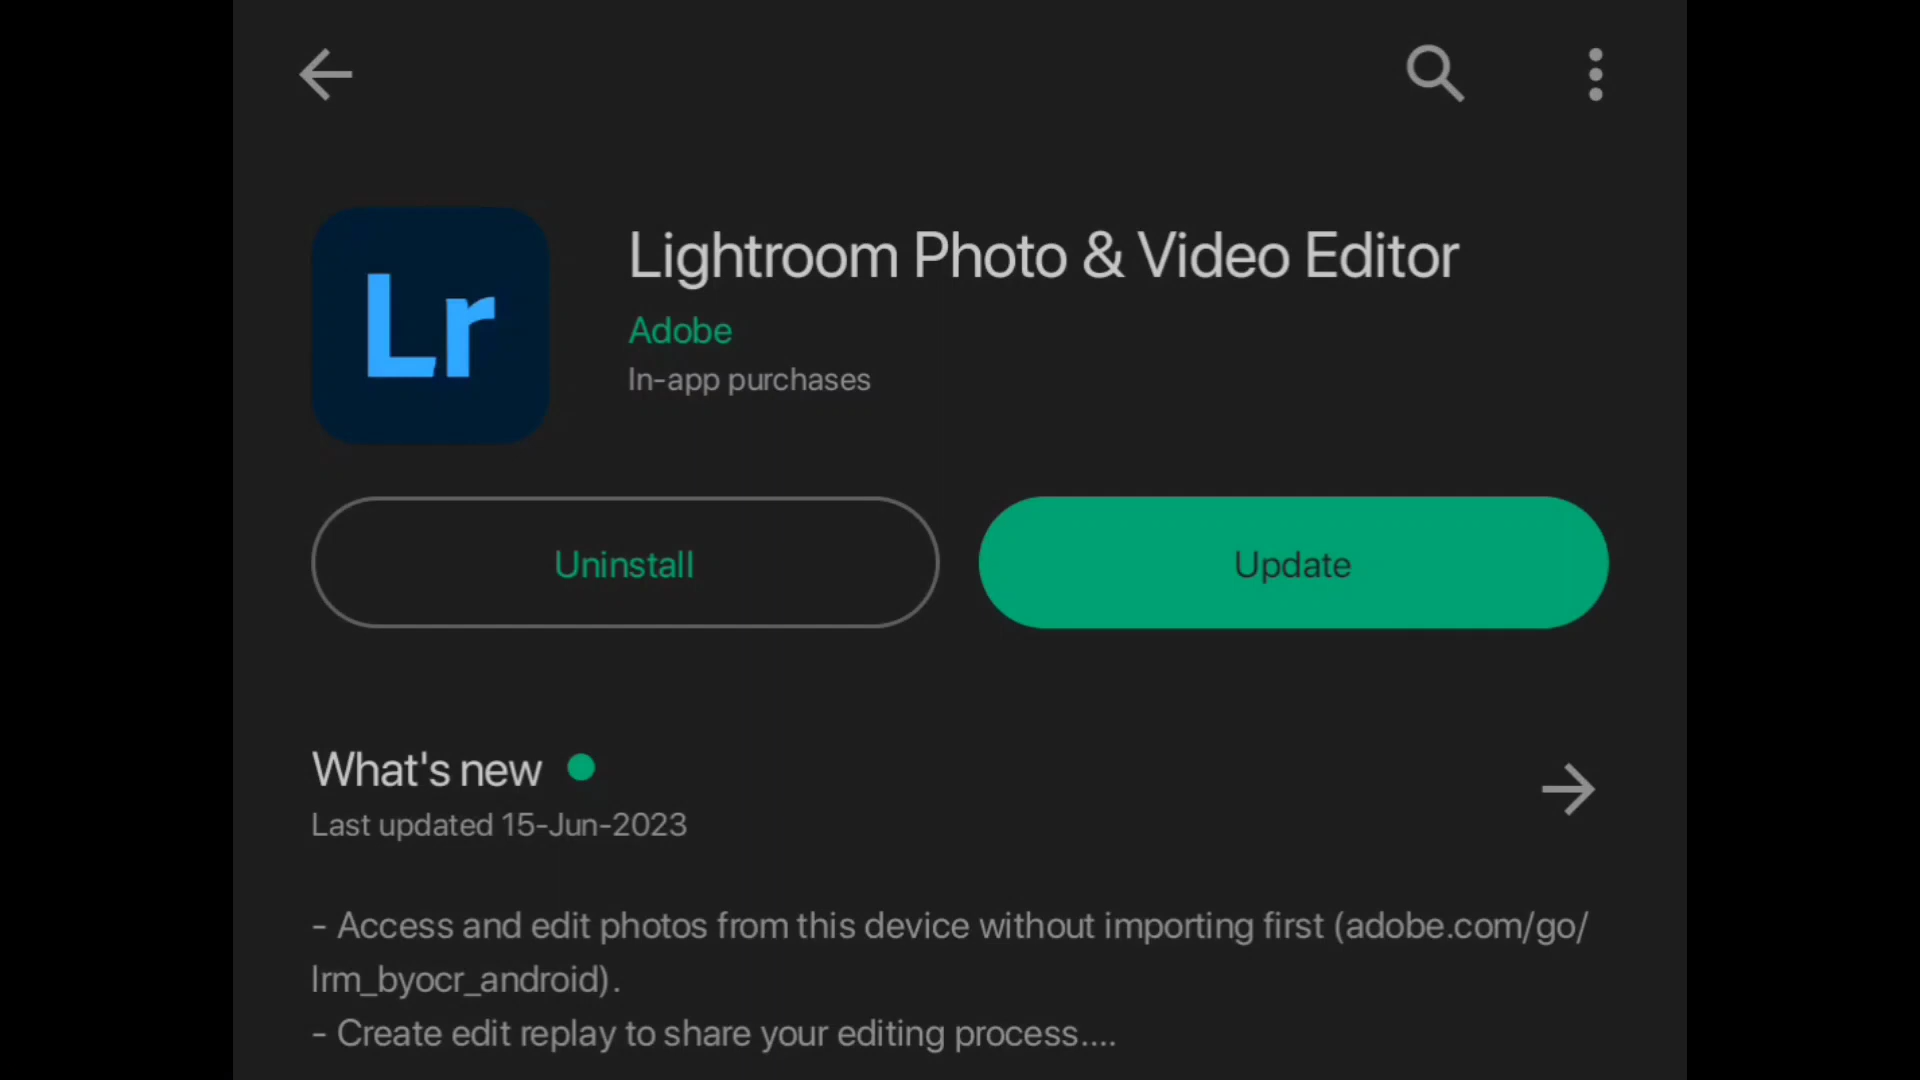 Lr
Lightroom Photo & Video Editor
Adobe
In-app purchases
Uninstall
Update
What's new
Last updated 15-Jun-2023
- Access and edit photos from this device without importing first (adobe.com/go/
lrm_byocr_android).
- Create edit replay to share your editing process....